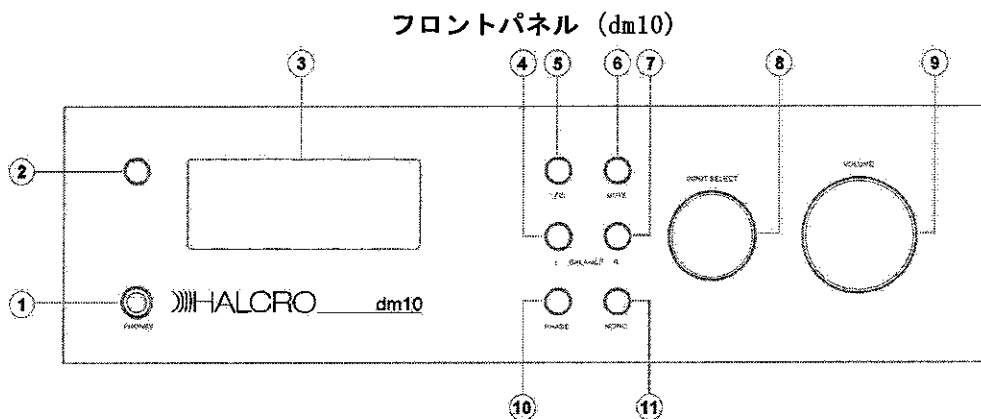 フロントパネル (dm10)
3 4 5 6 7 8 9
2
VOLUME
INPUT SELECT
MUTE
L BALANCE R
1
HALCRO dm10
PHONES
PHASE
MONO
10 11